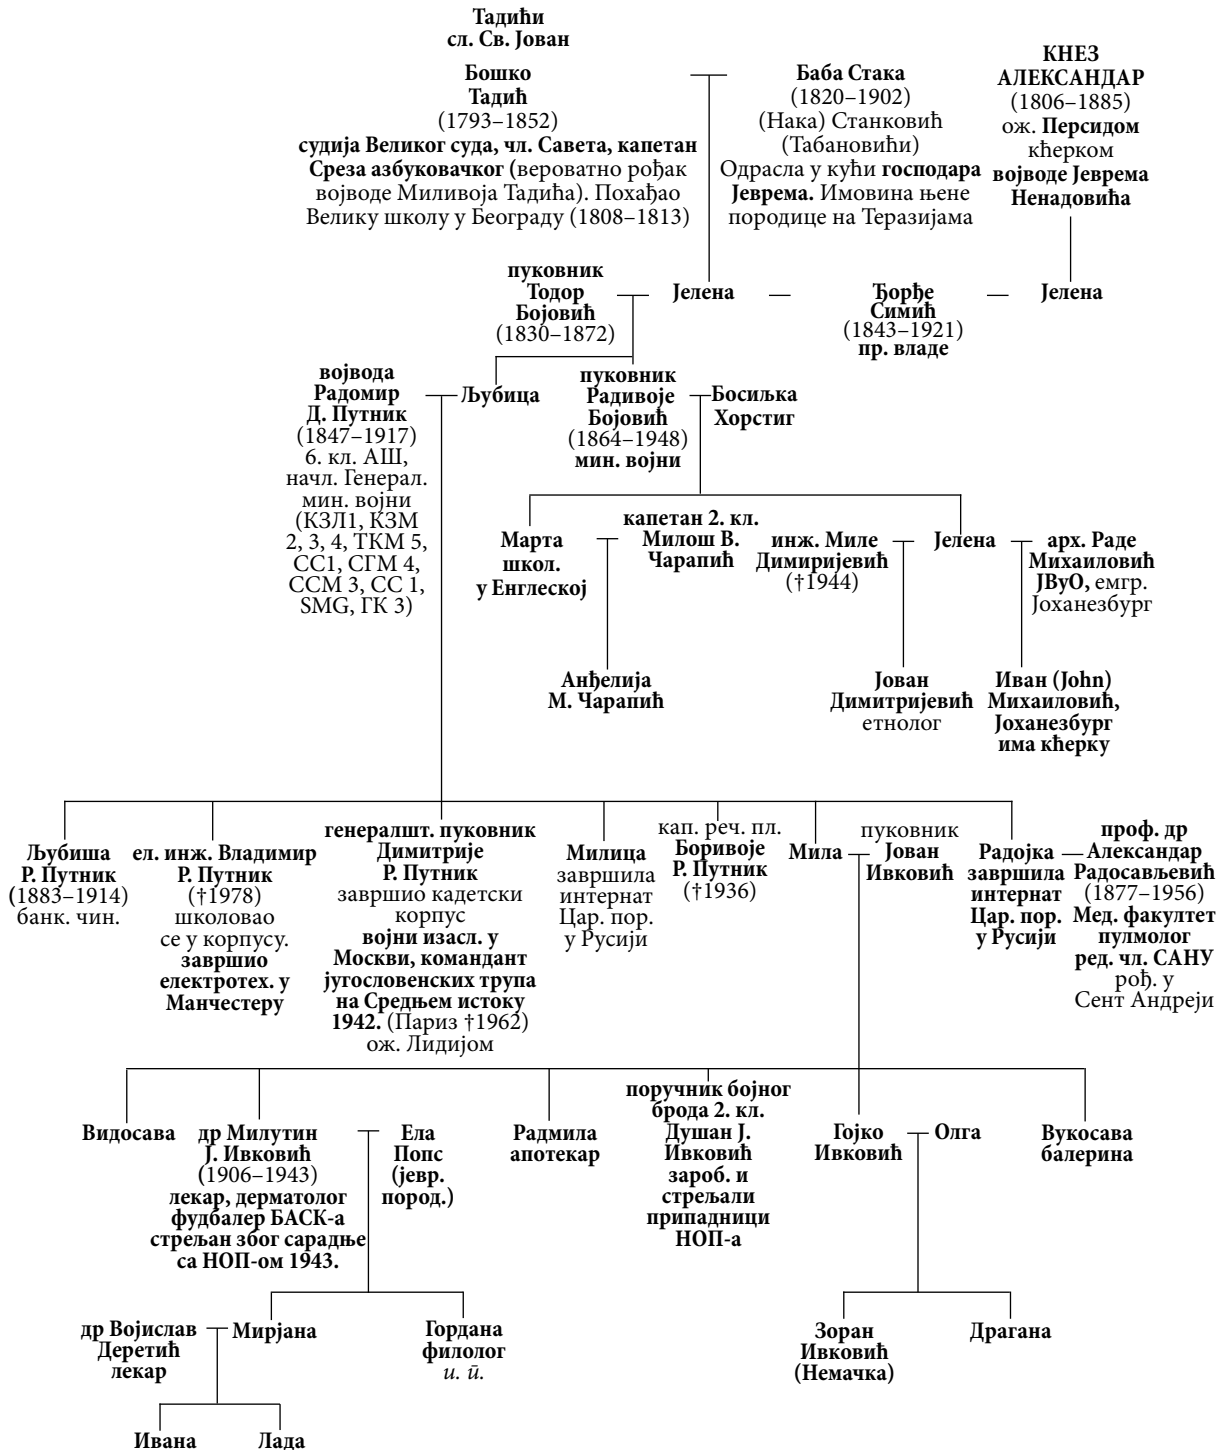 Тадићи
сл. Св. Јован
Бошко
Тадић
(1793–1852)
судија Великог суда, чл. Савета, капетан
Среза азбуковачког (вероватно рођак
војводе Миливоја Тадића). Похађао
Велику школу у Београду (1808–1813)
Баба Стака
(1820–1902)
(Нака) Станковић
(Табановићи)
Одрасла у кући господара
Јеврема. Имовина њене
породице на Теразијама
КНЕЗ
АЛЕКСАНДАР
(1806–1885)
ож. Персидом
кћерком
војводе Јеврема
Ненадовића
пуковник
Тодор
Бојовић
(1830–1872)
Јелена
Ђорђе
Симић
(1843–1921)
пр. владе
Јелена
војвода
Радомир
Д. Путник
(1847–1917)
6. кл. АШ,
начл. Генерал.
мин. војни
(КЗЛ1, КЗМ
2, 3, 4, ТКМ 5,
СС1, СГМ 4,
ССМ 3, СС 1,
SMG, ГК 3)
Љубица
пуковник
Радивоје
Бојовић
(1864–1948)
мин. војни
Босиљка
Хорстиг
Марта
школ.
у Енглеској
капетан 2. кл.
Милош В.
Чарапић
инж. Миле
Димиријевић
(†1944)
Јелена
арх. Раде
Михаиловић
ЈВуО, емгр.
Јоханезбург
Анђелија
М. Чарапић
Јован
Димитријевић
етнолог
Иван (John)
Михаиловић,
Јоханезбург
има кћерку
Љубиша
Р. Путник
(1883–1914)
банк. чин.
ел. инж. Владимир
Р. Путник
(†1978)
школовао
се у корпусу.
завршио
електротех. у
Манчестеру
генералшт. пуковник
Димитрије
Р. Путник
завршио кадетски
корпус
војни изасл. у
Москви, командант
југословенских трупа
на Средњем истоку
1942. (Париз †1962)
ож. Лидијом
Милица
завршила
интернат
Цар. пор.
у Русији
кап. реч. пл.
Боривоје
Р. Путник
(†1936)
Мила
пуковник
Јован
Ивковић
Радојка
завршила
интернат
Цар. пор.
у Русији
проф. др
Александар
Радосављевић
(1877–1956)
Мед. факултет
пулмолог
ред. чл. САНУ
рођ. у
Сент Андреји
Видосава
др Милутин
Ј. Ивковић
(1906–1943)
лекар, дерматолог
фудбалер БАСК-а
стрељан због сарадње
са НОП-ом 1943.
Ела
Попс
(јевр.
пород.)
Радмила
апотекар
поручник бојног
брода 2. кл.
Душан Ј.
Ивковић
зароб. и
стрељали
припадници
НОП-а
Гојко
Ивковић
Олга
Вукосава
балерина
др Војислав
Деретић
лекар
Мирјана
Гордана
филолог
и. п.
Зоран
Ивковић
(Немачка)
Драгана
Ивана
Лада